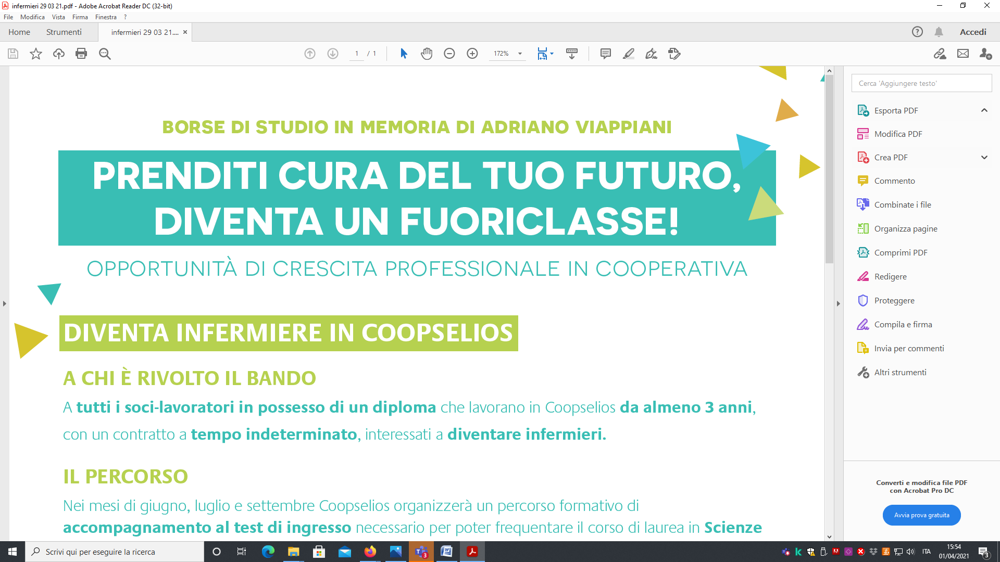 infermieri 29 03 21.pdf - Adobe Acrobat Reader DC (32-bit)
File Modifica Vista Firma Finestra ?
Home Strumenti infermieri 29 03 21.... × Accedi
1 / 1 172%
BORSE DI STUDIO IN MEMORIA DI ADRIANO VIAPPIANI
PRENDITI CURA DEL TUO FUTURO,
DIVENTA UN FUORICLASSE!
OPPORTUNITÀ DI CRESCITA PROFESSIONALE IN COOPERATIVA
DIVENTA INFERMIERE IN COOPSELIOS
A CHI È RIVOLTO IL BANDO
A tutti i soci-lavoratori in possesso di un diploma che lavorano in Coopselios da almeno 3 anni,
con un contratto a tempo indeterminato, interessati a diventare infermieri.
IL PERCORSO
Nei mesi di giugno, luglio e settembre Coopselios organizzerà un percorso formativo di
accompagnamento al test di ingresso necessario per poter frequentare il corso di laurea in Scienze
Cerca 'Aggiungere testo'
Esporta PDF
Modifica PDF
Crea PDF
Commento
Combinate i file
Organizza pagine
Comprimi PDF
Redigere
Proteggere
Compila e firma
Invia per commenti
Altri strumenti
Converti e modifica file PDF
con Acrobat Pro DC
Avvia prova gratuita
Scrivi qui per eseguire la ricerca
3
ITA
15:54
01/04/2021
3